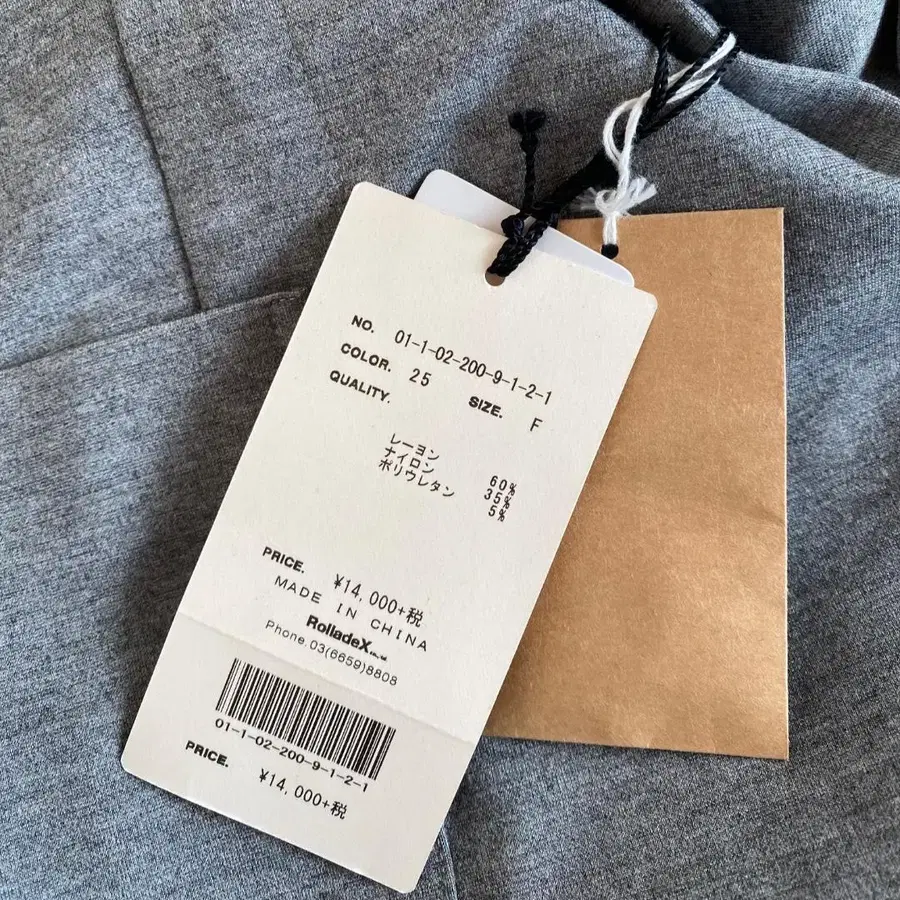 NO. 01-1-02-200-9-1-2-1
COLOR. 25 SIZE. F
QUALITY.
レーヨン 60%
ナイロン 35%
ポリウレタン 5%
PRICE. ¥14,000+税
MADE IN CHINA
RolladeX
Phone.03(6659)8808
01-1-02-200-9-1-2-1
PRICE. ¥14,000+税